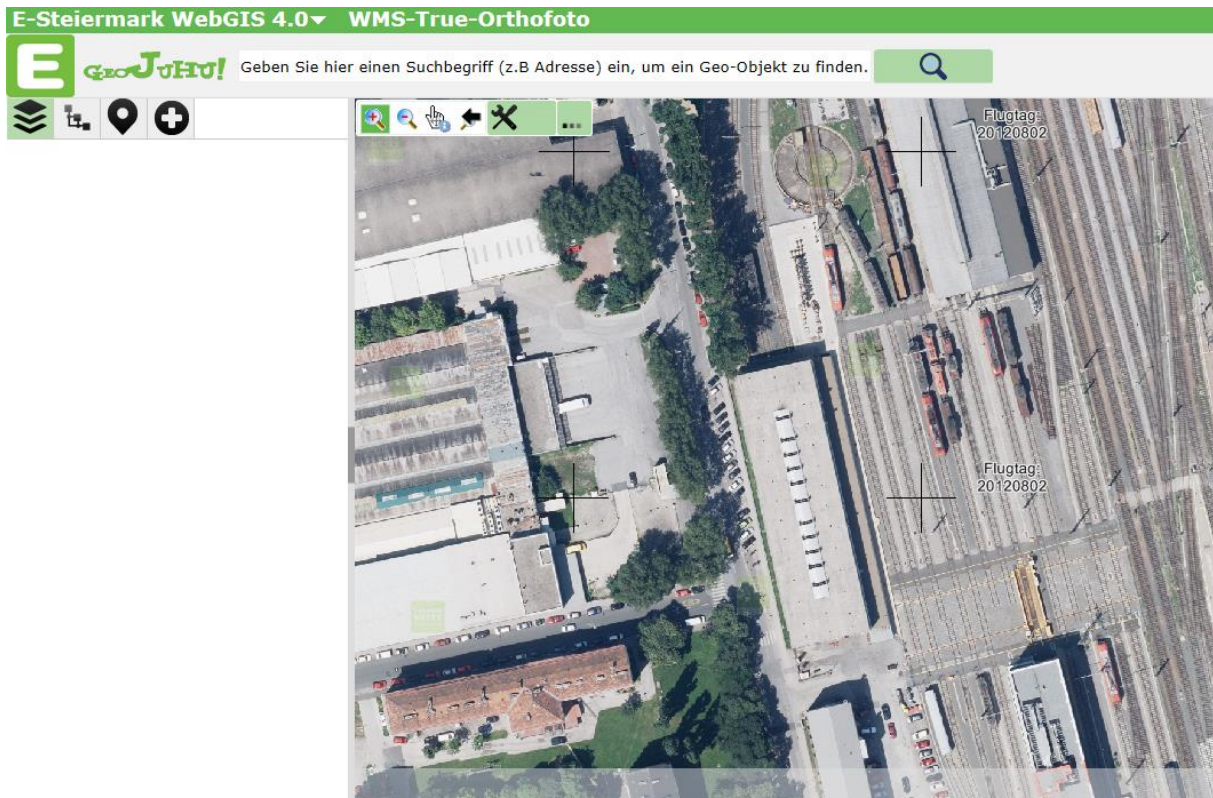 E-Steiermark WebGIS 4.0 WMS-True-Orthofoto
E GEOJUHU! Geben Sie hier einen Suchbegriff (z.B Adresse) ein, um ein Geo-Objekt zu finden.
Flugtag:
20120802
Flugtag:
20120802